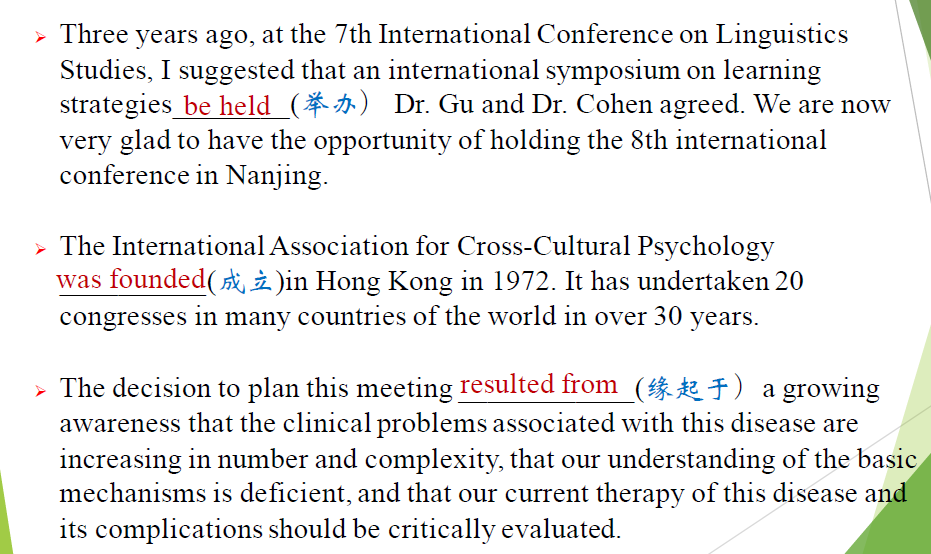 ➢ Three years ago, at the 7th International Conference on Linguistics
Studies, I suggested that an international symposium on learning
strategies be held (举办） Dr. Gu and Dr. Cohen agreed. We are now
very glad to have the opportunity of holding the 8th international
conference in Nanjing.
➢ The International Association for Cross-Cultural Psychology
was founded(成立)in Hong Kong in 1972. It has undertaken 20
congresses in many countries of the world in over 30 years.
➢ The decision to plan this meeting resulted from (缘起于） a growing
awareness that the clinical problems associated with this disease are
increasing in number and complexity, that our understanding of the basic
mechanisms is deficient, and that our current therapy of this disease and
its complications should be critically evaluated.